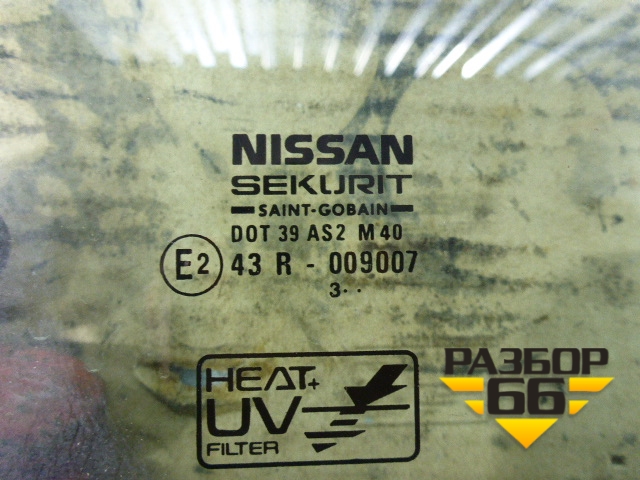 NISSAN
SEKURIT
SAINT-GOBAIN
DOT 39 AS2 M40
E2 43 R - 009007
3··
HEAT+
UV
FILTER
РАЗБОР
66